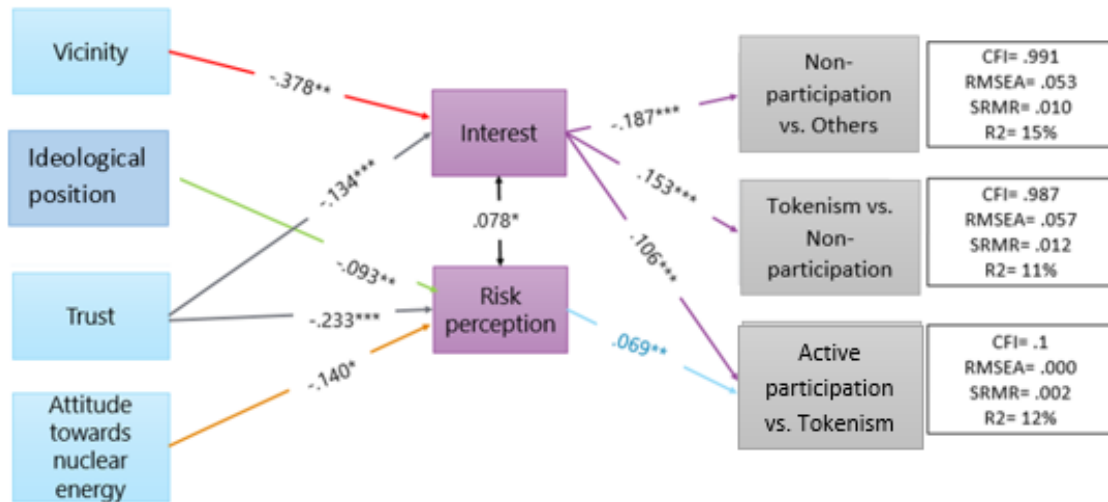 Vicinity
Ideological
position
Trust
Attitude
towards
nuclear
energy
-.378**
-.134***
-.093**
-.233***
-.140*
Interest
.078*
Risk
perception
-.187***
.153***
.106***
.069**
Non-
participation
vs. Others
CFI= .991
RMSEA= .053
SRMR= .010
R2= 15%
Tokenism vs.
Non-
participation
CFI= .987
RMSEA= .057
SRMR= .012
R2= 11%
Active
participation
vs. Tokenism
CFI= .1
RMSEA= .000
SRMR= .002
R2= 12%